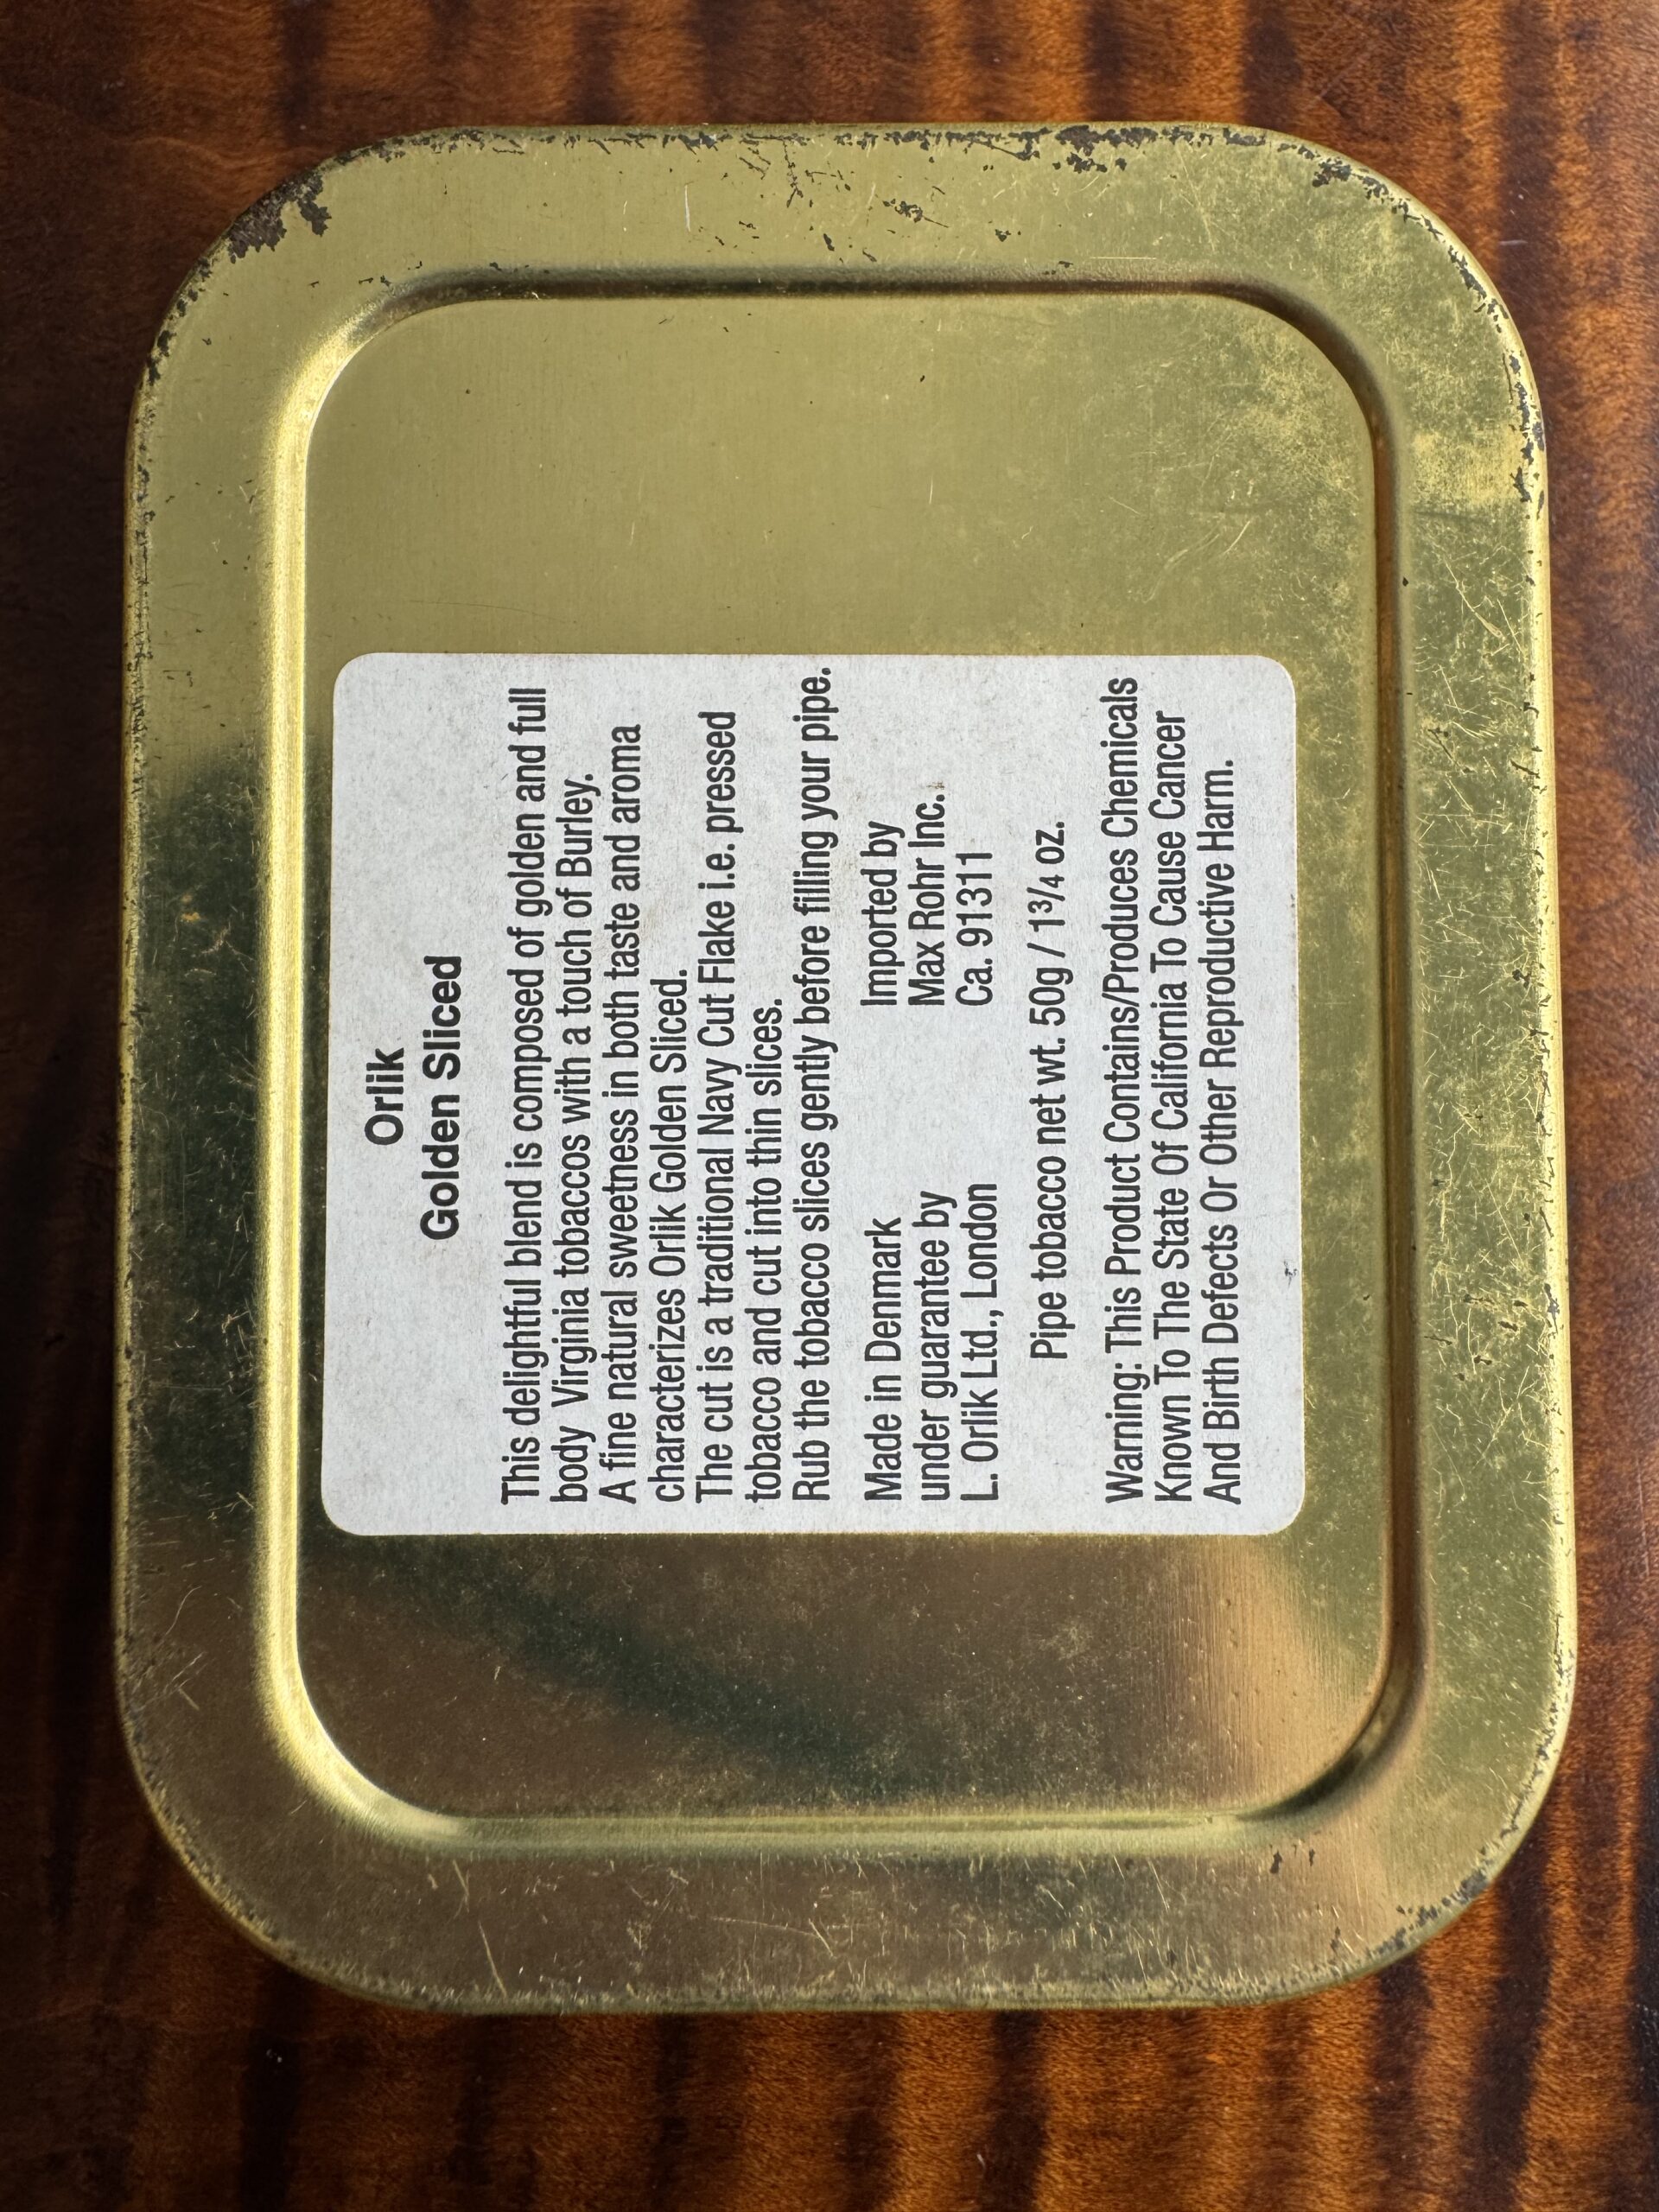 Orlik
Golden Sliced
This delightful blend is composed of golden and full
body Virginia tobaccos with a touch of Burley.
A fine natural sweetness in both taste and aroma
characterizes Orlik Golden Sliced.
The cut is a traditional Navy Cut Flake i.e. pressed
tobacco and cut into thin slices.
Rub the tobacco slices gently before filling your pipe.
Made in Denmark
under guarantee by
L. Orlik Ltd., London
Imported by
Max Rohr Inc.
Ca. 91311
Pipe tobacco net wt. 50g / 1 3/4 oz.
Warning: This Product Contains/Produces Chemicals
Known To The State Of California To Cause Cancer
And Birth Defects Or Other Reproductive Harm.